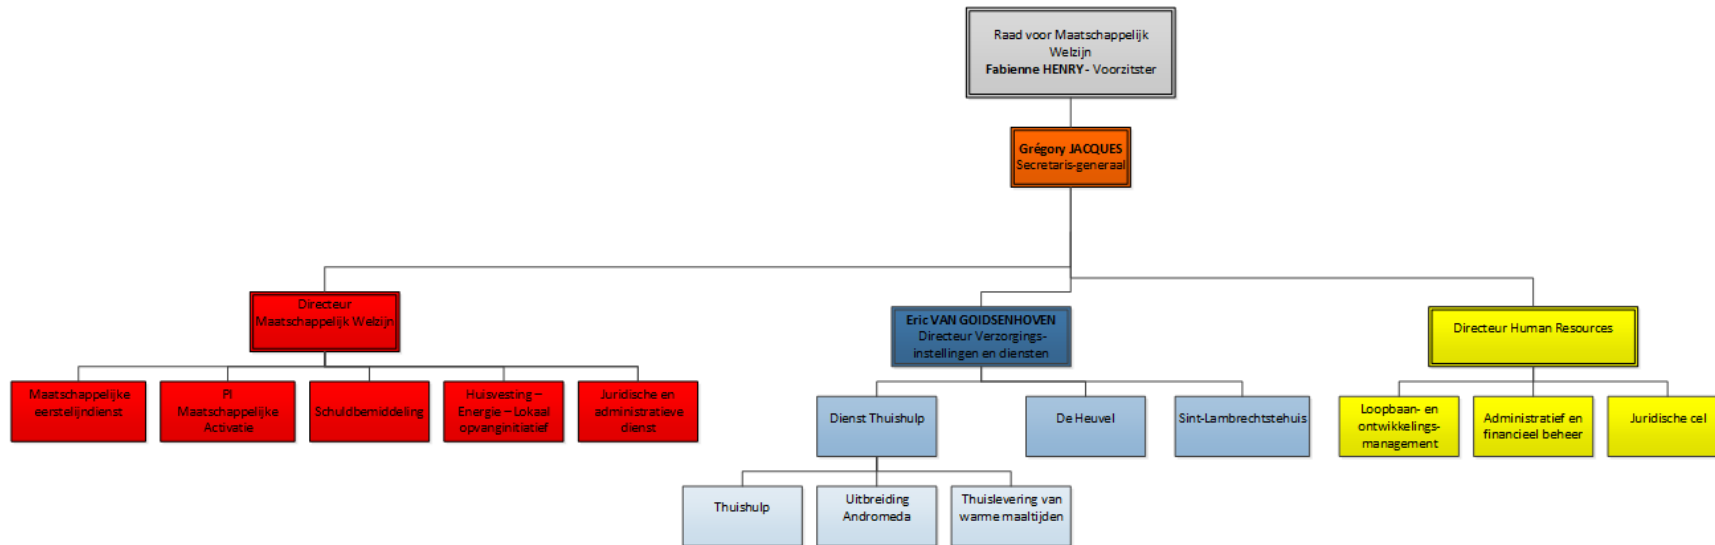 Raad voor Maatschappelijk
Welzijn
Fabienne HENRY - Voorzitster
Grégory JACQUES
Secretaris-generaal
Directeur
Maatschappelijk Welzijn
Eric VAN GOIDSENHOVEN
Directeur Verzorgings-
instellingen en diensten
Directeur Human Resources
Maatschappelijke
eerstelijndienst
PI
Maatschappelijke
Activatie
Schuldbemiddeling
Huisvesting –
Energie – Lokaal
opvanginitiatief
Juridische en
administratieve
dienst
Dienst Thuishulp
De Heuvel
Sint-Lambrechtstehuis
Loopbaan- en
ontwikkelings-
management
Administratief en
financieel beheer
Juridische cel
Thuishulp
Uitbreiding
Andromeda
Thuislevering van
warme maaltijden